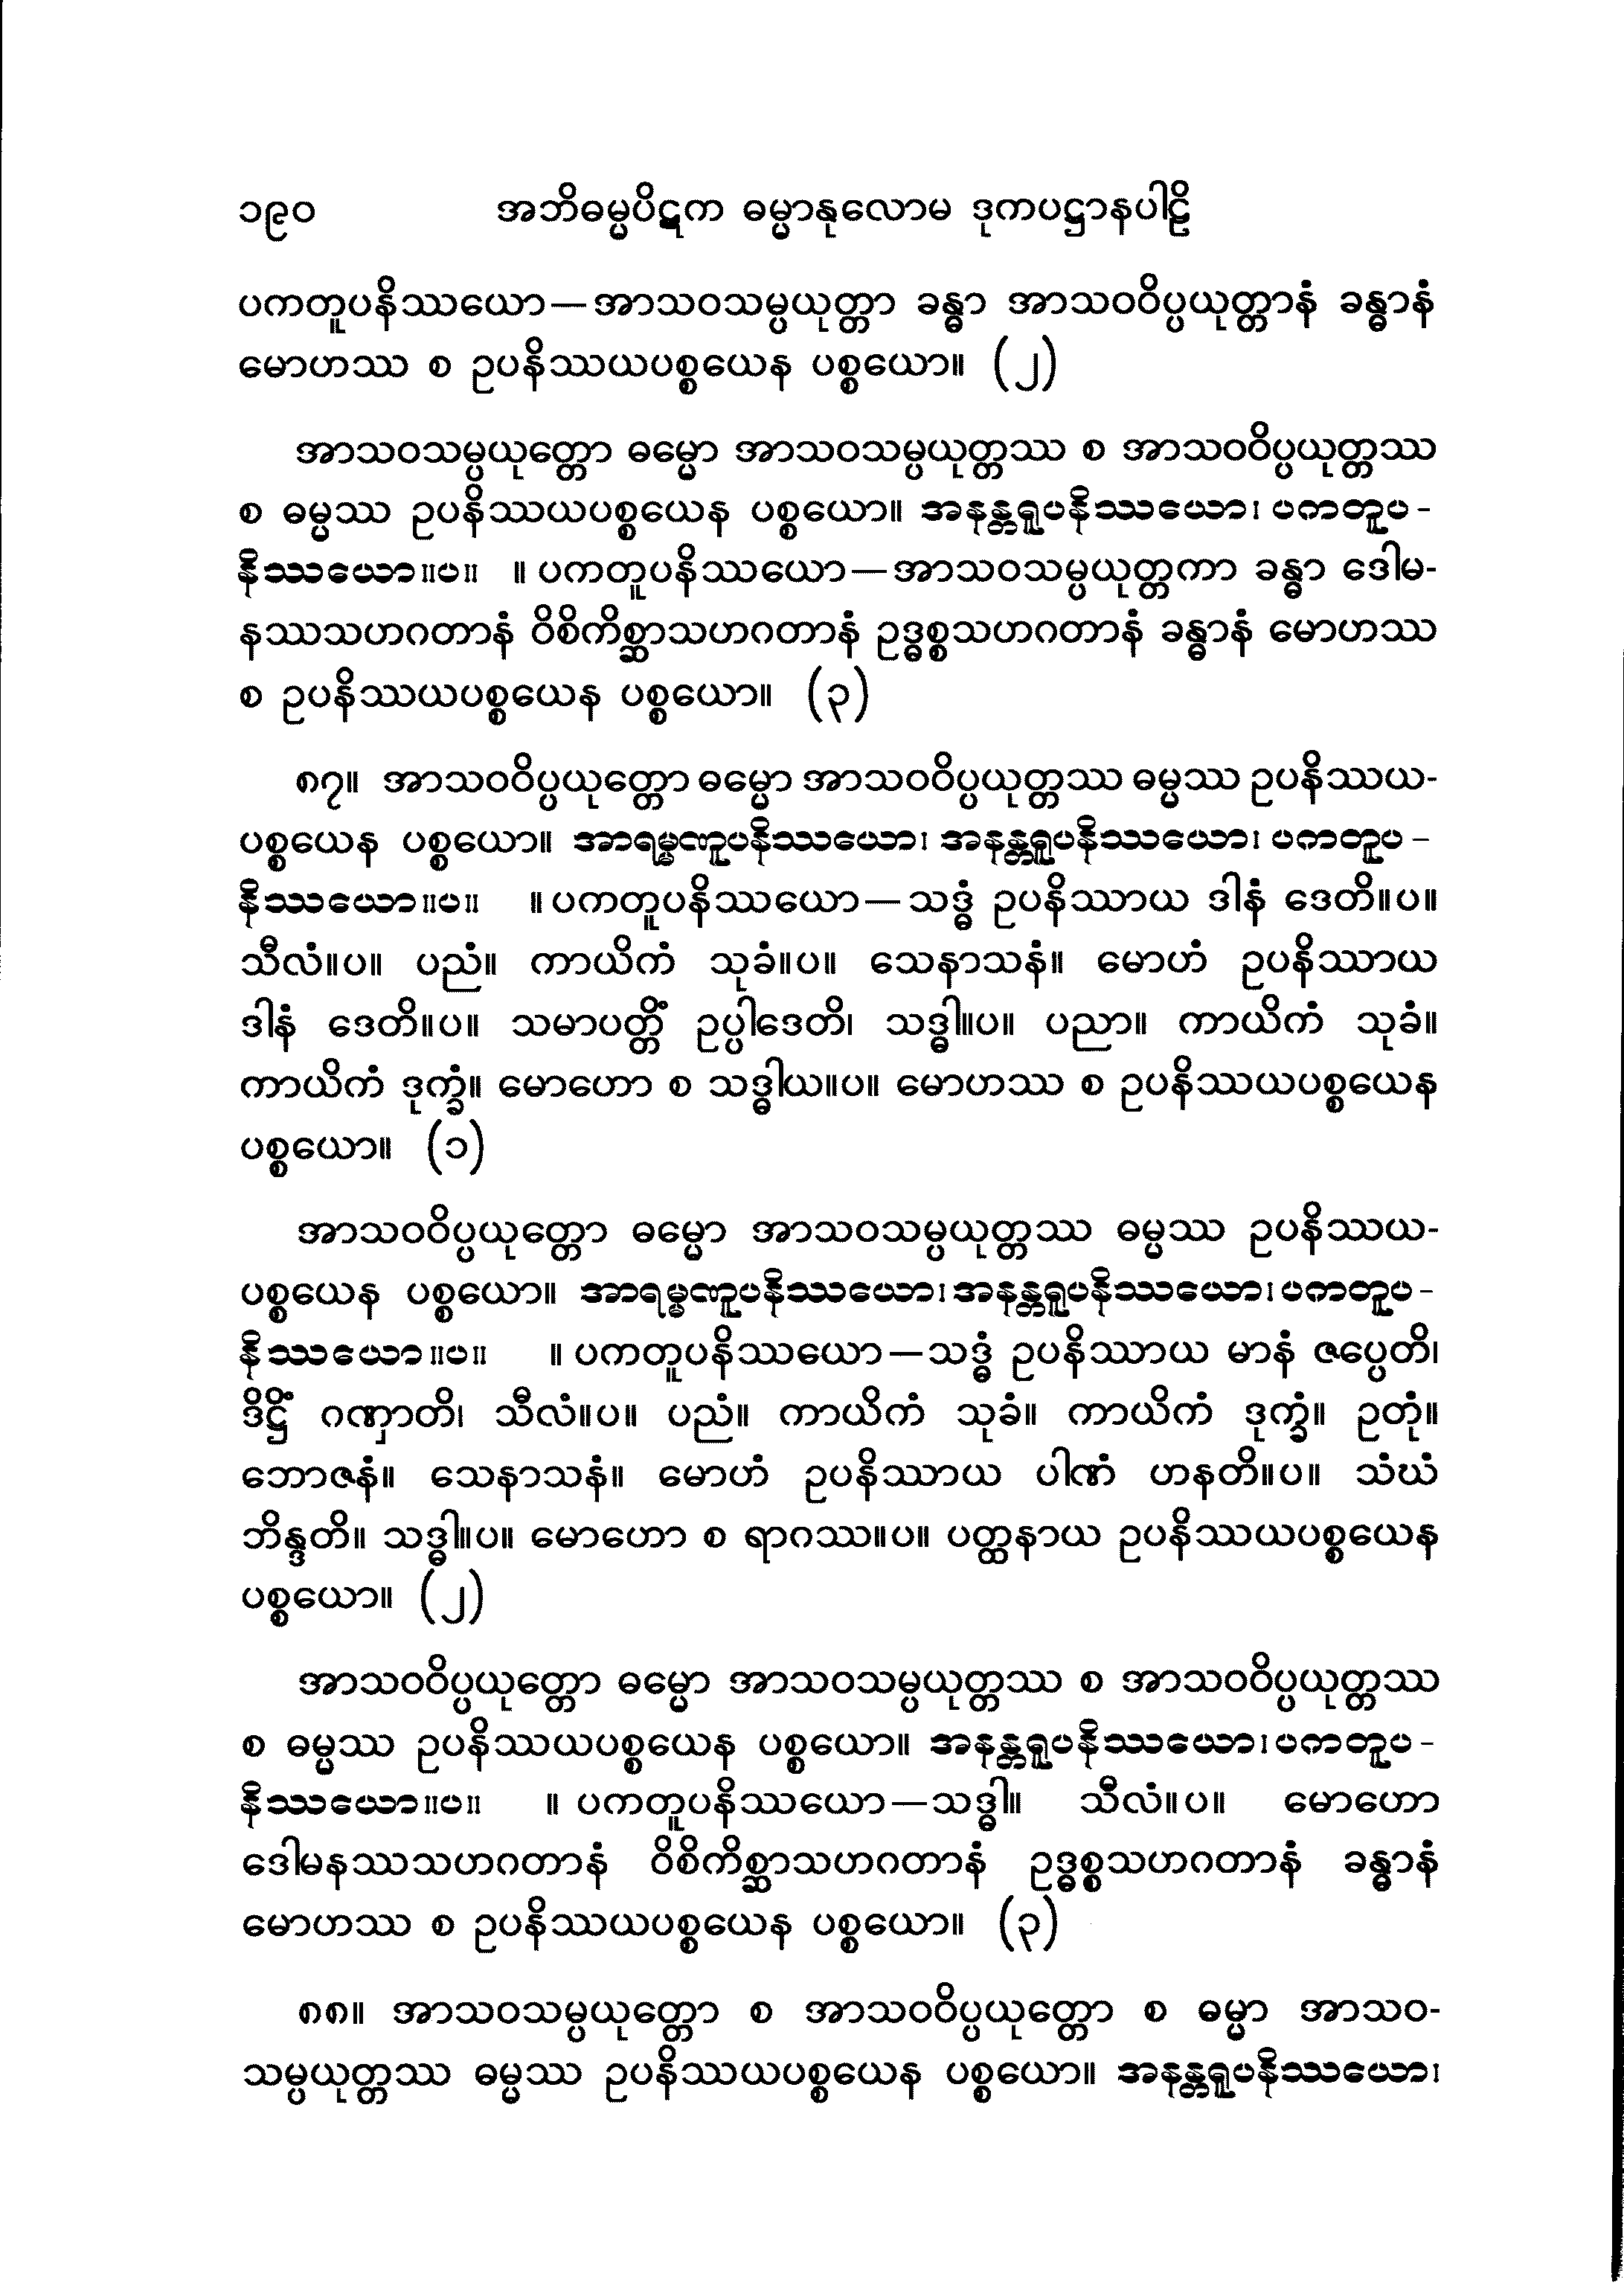 ၁၉၀ အဘိဓမ္မပိဋက ဓမ္မာနုလောမ ဒုကပဋ္ဌာနပါဠိ
ပကတူပနိဿယော—အာသဝသမ္ပယုတ္တာ ခန္ဓာ အာသဝဝိပ္ပယုတ္တာနံ ခန္ဓာနံ
မောဟဿ စ ဥပနိဿယပစ္စယေန ပစ္စယော။ (၂)
အာသဝသမ္ပယုတ္တော ဓမ္မော အာသဝသမ္ပယုတ္တဿ စ အာသဝဝိပ္ပယုတ္တဿ
စ ဓမ္မဿ ဥပနိဿယပစ္စယေန ပစ္စယော။ အနန္တရူပနိဿယော၊ ပကတူပ-
နိဿယော။ပ။ ။ ပကတူပနိဿယော—အာသဝသမ္ပယုတ္တကာ ခန္ဓာ ဒေါမ-
နဿသဟဂတာနံ ဝိစိကိစ္ဆာသဟဂတာနံ ဥဒ္ဓစ္စသဟဂတာနံ ခန္ဓာနံ မောဟဿ
စ ဥပနိဿယပစ္စယေန ပစ္စယော။ (၃)
၈၇။ အာသဝဝိပ္ပယုတ္တော ဓမ္မော အာသဝဝိပ္ပယုတ္တဿ ဓမ္မဿ ဥပနိဿယ-
ပစ္စယေန ပစ္စယော။ အာရမ္မဏူပနိဿယော၊ အနန္တရူပနိဿယော၊ ပကတူပ-
နိဿယော။ပ။ ။ ပကတူပနိဿယော—သဒ္ဓံ ဥပနိဿာယ ဒါနံ ဒေတိ။ပ။
သီလံ။ပ။ ပညံ။ ကာယိကံ သုခံ။ပ။ သေနာသနံ။ မောဟံ ဥပနိဿာယ
ဒါနံ ဒေတိ။ပ။ သမာပတ္တိံ ဥပ္ပါဒေတိ၊ သဒ္ဓါ။ပ။ ပညာ။ ကာယိကံ သုခံ။
ကာယိကံ ဒုက္ခံ။ မောဟော စ သဒ္ဓါယ။ပ။ မောဟဿ စ ဥပနိဿယပစ္စယေန
ပစ္စယော။ (၁)
အာသဝဝိပ္ပယုတ္တော ဓမ္မော အာသဝသမ္ပယုတ္တဿ ဓမ္မဿ ဥပနိဿယ-
ပစ္စယေန ပစ္စယော။ အာရမ္မဏူပနိဿယော၊ အနန္တရူပနိဿယော၊ ပကတူပ-
နိဿယော။ပ။ ။ ပကတူပနိဿယော—သဒ္ဓံ ဥပနိဿာယ မာနံ ဇပ္ပေတိ၊
ဒိဋ္ဌိံ ဂဏှာတိ၊ သီလံ။ပ။ ပညံ။ ကာယိကံ သုခံ။ ကာယိကံ ဒုက္ခံ။ ဥတုံ။
ဘောဇနံ။ သေနာသနံ။ မောဟံ ဥပနိဿာယ ပါဏံ ဟနတိ။ပ။ သံဃံ
ဘိန္ဒတိ။ သဒ္ဓါ။ပ။ မောဟော စ ရာဂဿ။ပ။ ပတ္ထနာယ ဥပနိဿယပစ္စယေန
ပစ္စယော။ (၂)
အာသဝဝိပ္ပယုတ္တော ဓမ္မော အာသဝသမ္ပယုတ္တဿ စ အာသဝဝိပ္ပယုတ္တဿ
စ ဓမ္မဿ ဥပနိဿယပစ္စယေန ပစ္စယော။ အနန္တရူပနိဿယော၊ ပကတူပ-
နိဿယော။ပ။ ။ ပကတူပနိဿယော—သဒ္ဓါ။ သီလံ။ပ။ မောဟော
ဒေါမနဿသဟဂတာနံ ဝိစိကိစ္ဆာသဟဂတာနံ ဥဒ္ဓစ္စသဟဂတာနံ ခန္ဓာနံ
မောဟဿ စ ဥပနိဿယပစ္စယေန ပစ္စယော။ (၃)
၈၈။ အာသဝသမ္ပယုတ္တော စ အာသဝဝိပ္ပယုတ္တော စ ဓမ္မာ အာသဝ-
သမ္ပယုတ္တဿ ဓမ္မဿ ဥပနိဿယပစ္စယေန ပစ္စယော။ အနန္တရူပနိဿယော၊